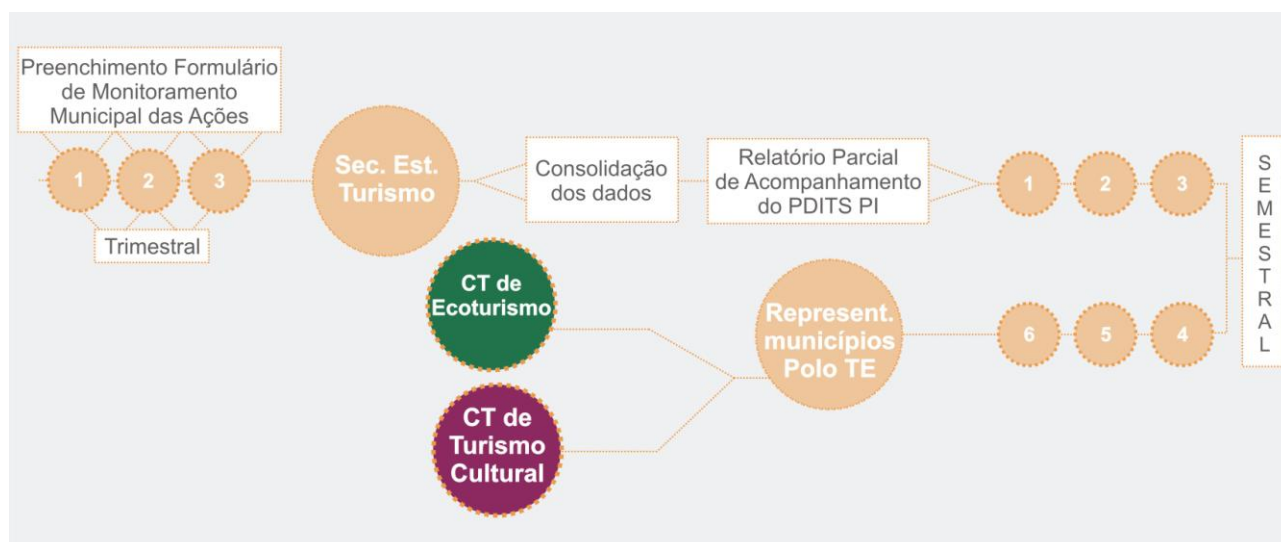 Preenchimento Formulário
de Monitoramento
Municipal das Ações
1
2
3
Trimestral
Sec. Est.
Turismo
Consolidação
dos dados
Relatório Parcial
de Acompanhamento
do PDITS PI
1
2
3
SEMESTRAL
CT de
Ecoturismo
CT de
Turismo
Cultural
Represent.
municípios
Polo TE
6
5
4